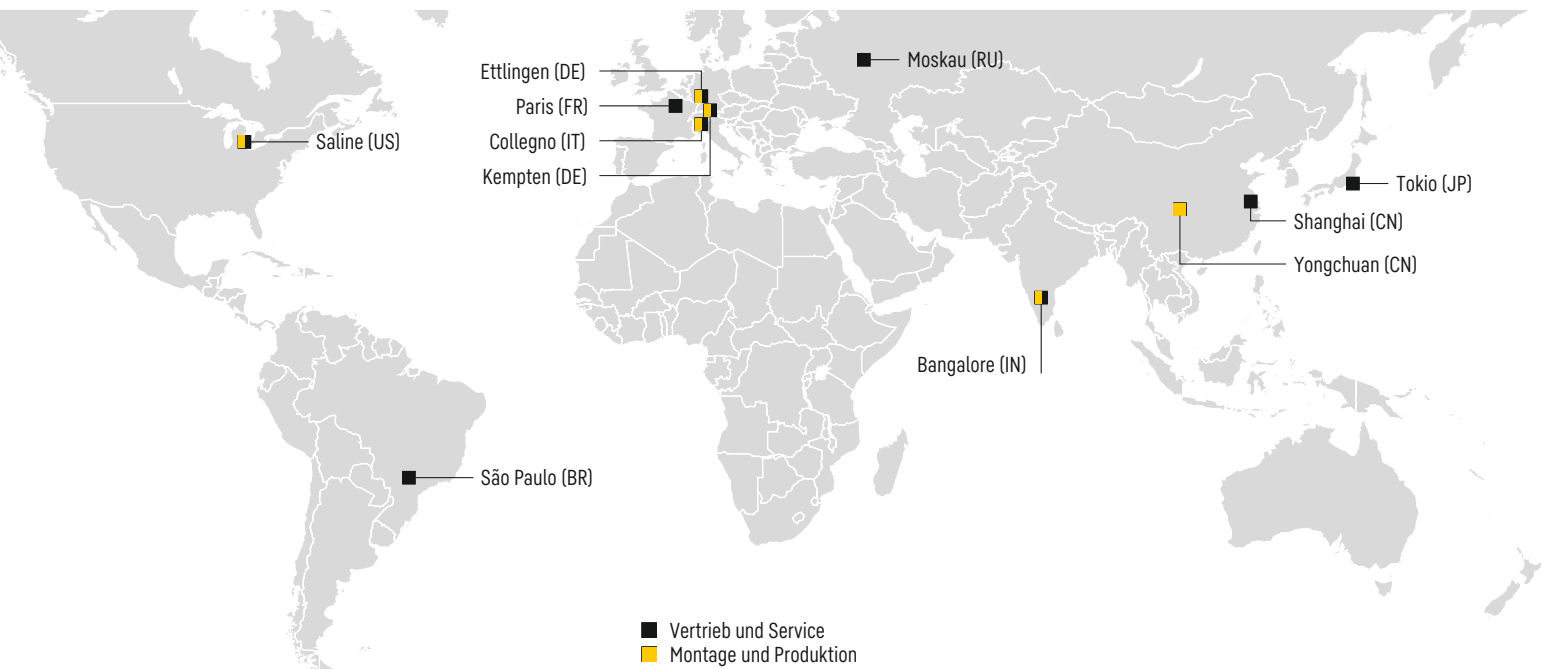 Moskau (RU)
Ettlingen (DE)
Paris (FR)
Saline (US)
Collegno (IT)
Kempten (DE)
Tokio (JP)
Shanghai (CN)
Yongchuan (CN)
Bangalore (IN)
São Paulo (BR)
Vertrieb und Service
Montage und Produktion